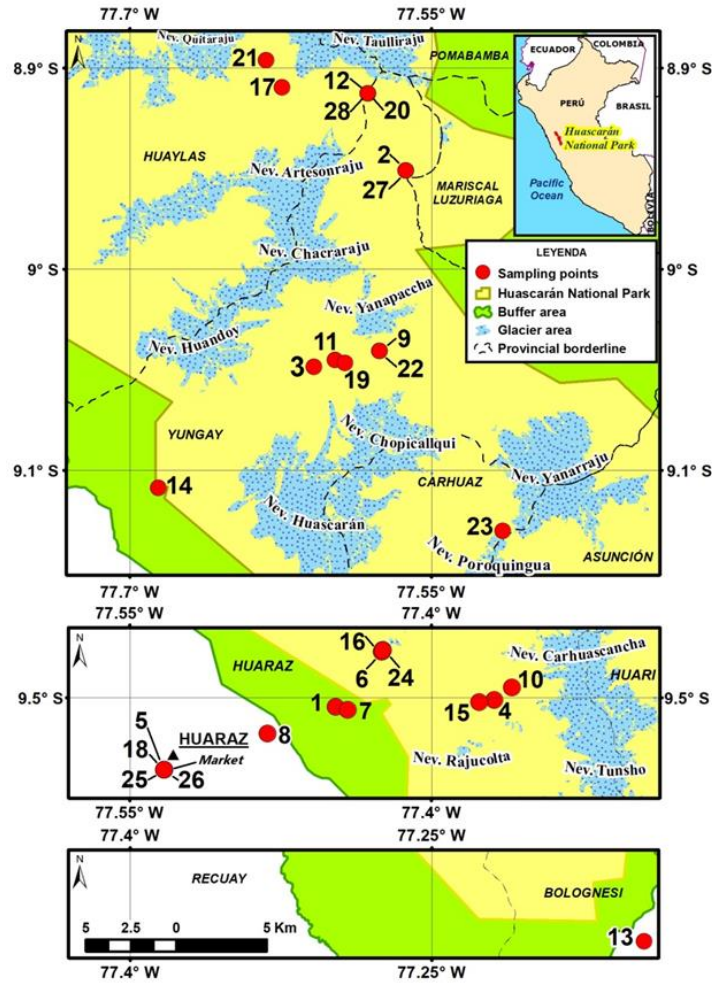 77.7° W
77.55° W
8.9° S
8.9° S
N
Nev. Quitaraju
Nev. Taulliraju
POMABAMBA
21
17
12
28
20
2
27
HUAYLAS
Nev. Artesonraju
MARISCAL
LUZURIAGA
ECUADOR
COLOMBIA
PERÚ
BRASIL
Huascarán
National Park
Pacific
Ocean
BOLIVIA
9° S
9° S
Nev. Chacraraju
Nev. Yanapaccha
Nev. Huandoy
LEYENDA
Sampling points
Huascarán National Park
Buffer area
Glacier area
Provincial borderline
3
11
19
9
22
YUNGAY
Nev. Chopicallqui
CARHUAZ
Nev. Yanarraju
9.1° S
9.1° S
14
Nev. Huascarán
23
Nev. Poroquingua
ASUNCIÓN
77.7° W
77.55° W
77.55° W
77.4° W
N
HUARAZ
16
6
24
Nev. Carhuascancha
HUARI
10
9.5° S
9.5° S
1
7
15
4
5
18
25
26
HUARAZ
Market
8
Nev. Rajucolta
Nev. Tunsho
77.55° W
77.4° W
77.4° W
77.25° W
N
RECUAY
BOLOGNESI
5
2.5
0
5 Km
13
77.4° W
77.25° W